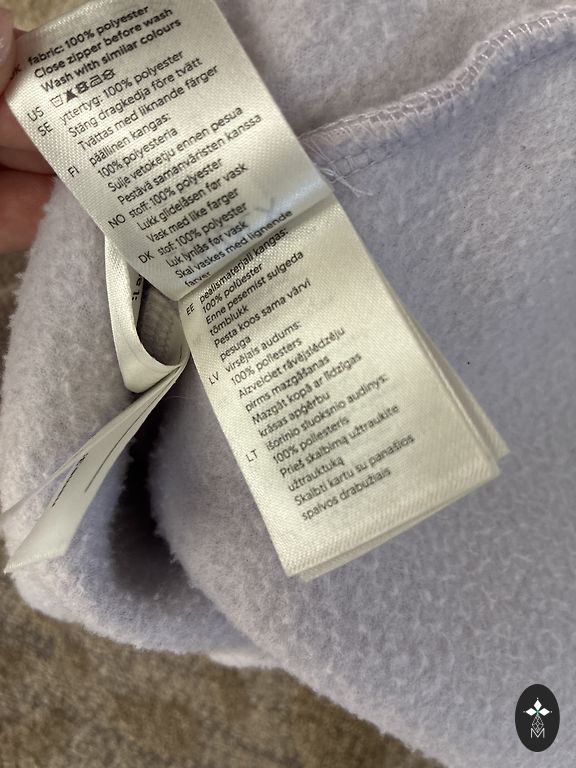 fabric: 100% polyester
Close zipper before wash
Wash with similar colours
US
SE yttertyg: 100% polyester
Stäng dragkedja före tvätt
Tvättas med liknande färger
FI päällinen kangas:
100% polyesteria
Sulje vetoketju ennen pesua
Pestävä samanväristen kanssa
NO stoff: 100% polyester
Lukk glidelåsen før vask
Vask med like farger
DK stof: 100% polyester
Luk lynlås før vask
Skal vaskes med lignende
farver
EE pealismaterjali kangas:
100% polüester
Enne pesemist sulgeda
tõmblukk
Pesta koos sama värvi
pesuga
LV virsējais audums:
100% poliesters
Aizvelciet rāvējslēdzēju
pirms mazgāšanas
Mazgāt kopā ar līdzīgas
krāsas apģērbu
LT išorinio sluoksnio audinys:
100% poliesteris
Prieš skalbimą užtraukite
užtrauktuką
Skalbti kartu su panašios
spalvos drabužiais
M